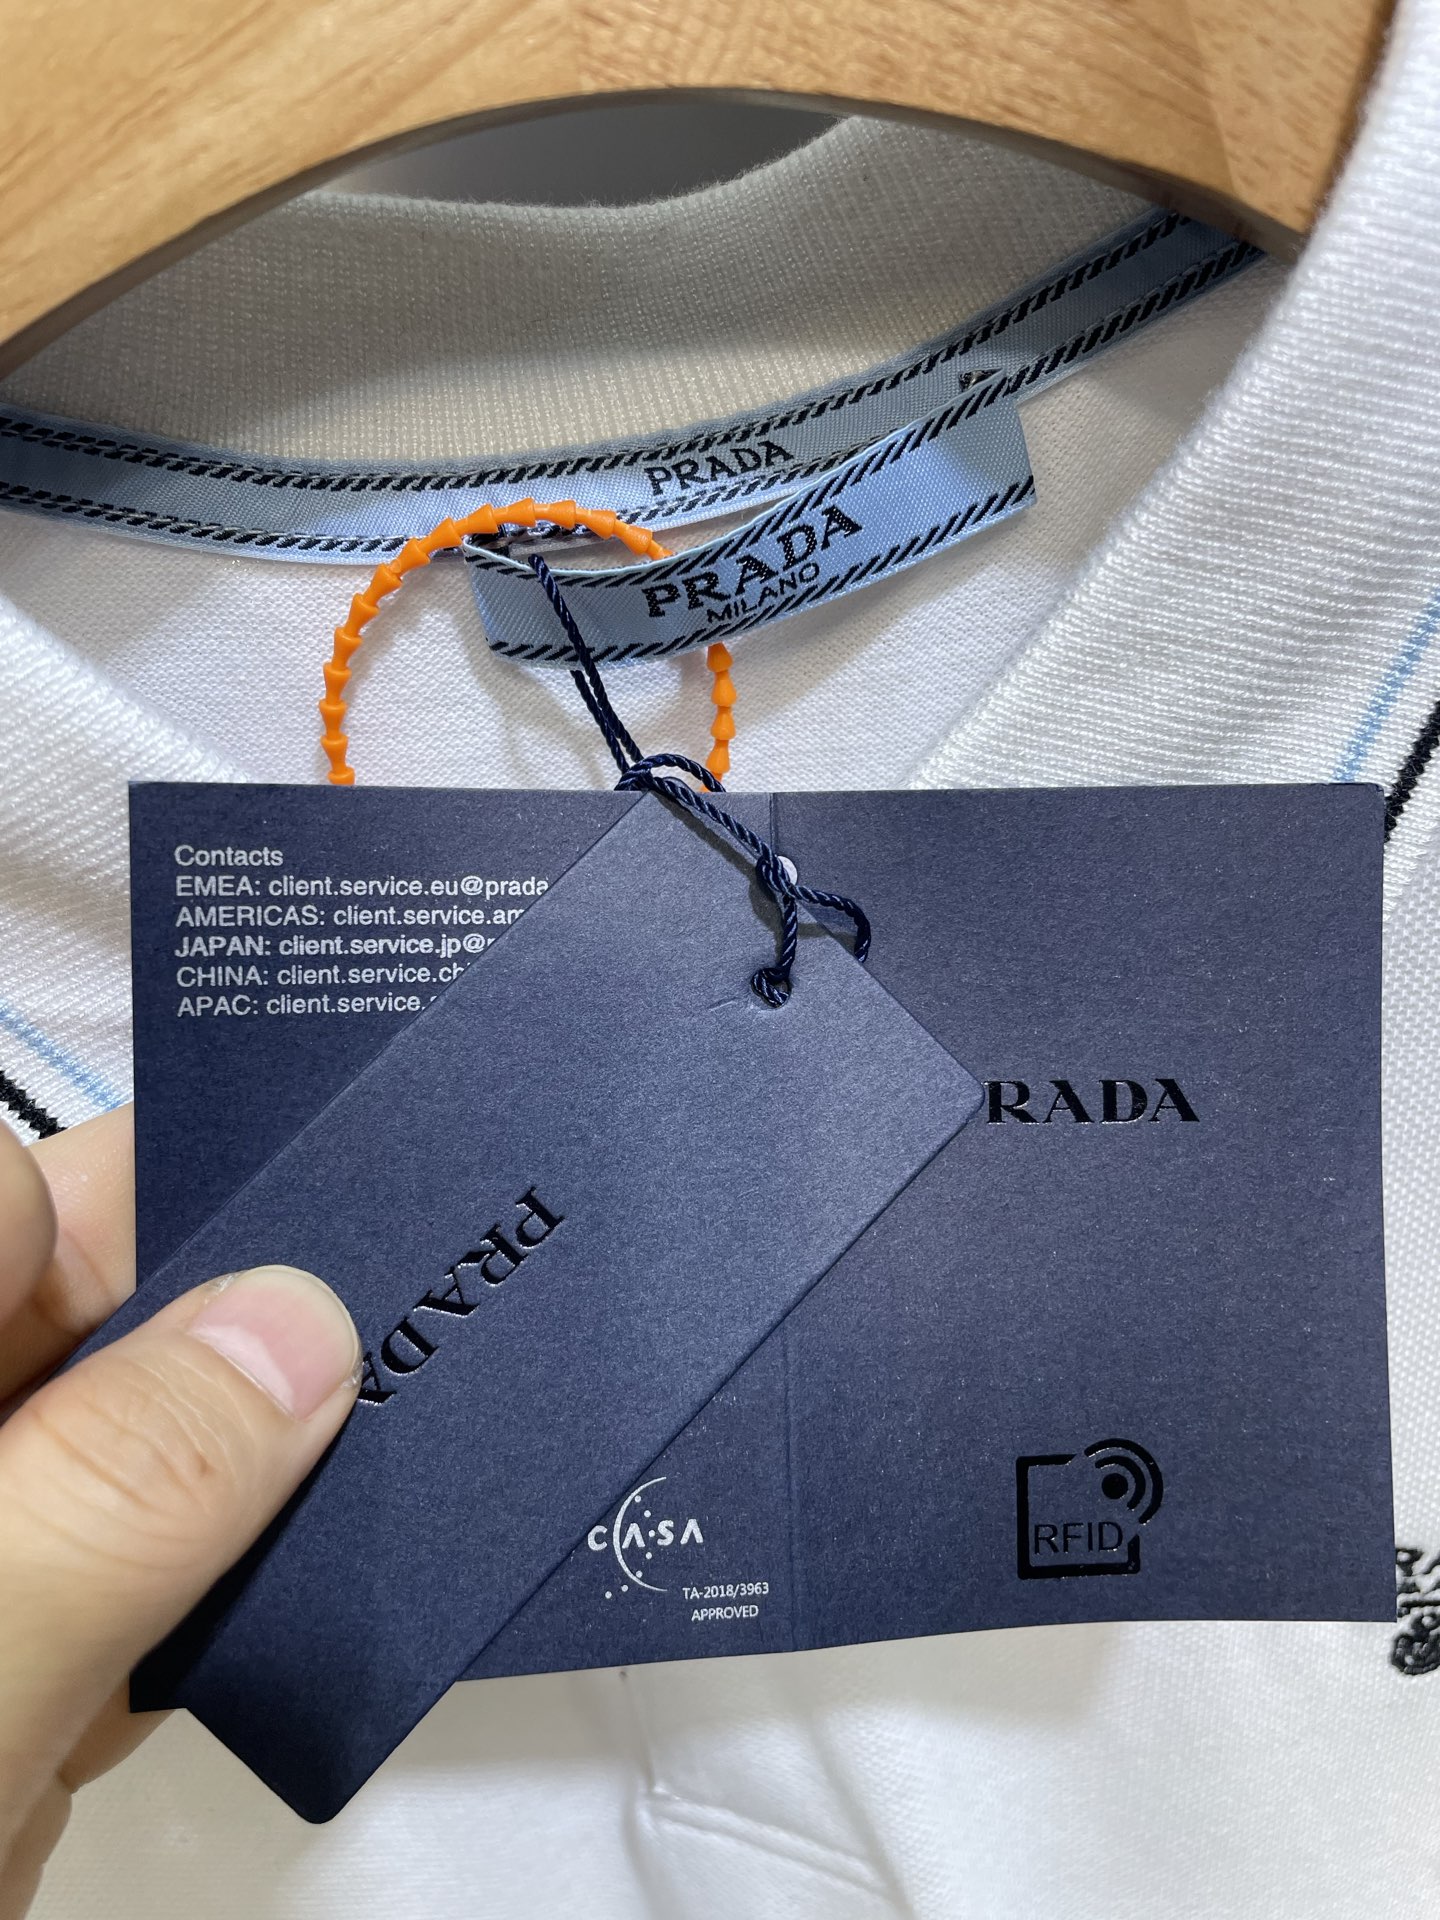 PRADA
PRADA
MILANO
Contacts
EMEA: client.service.eu@prada
AMERICAS: client.service.am
JAPAN: client.service.jp@
CHINA: client.service.ch
APAC: client.service.
RADA
PRADA
RFID
CASA
TA-2018/3963
APPROVED